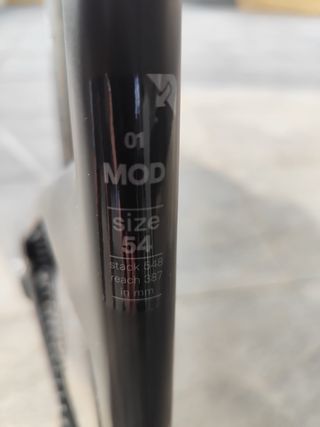 01
MOD
size
54
stack 548
reach 387
in mm